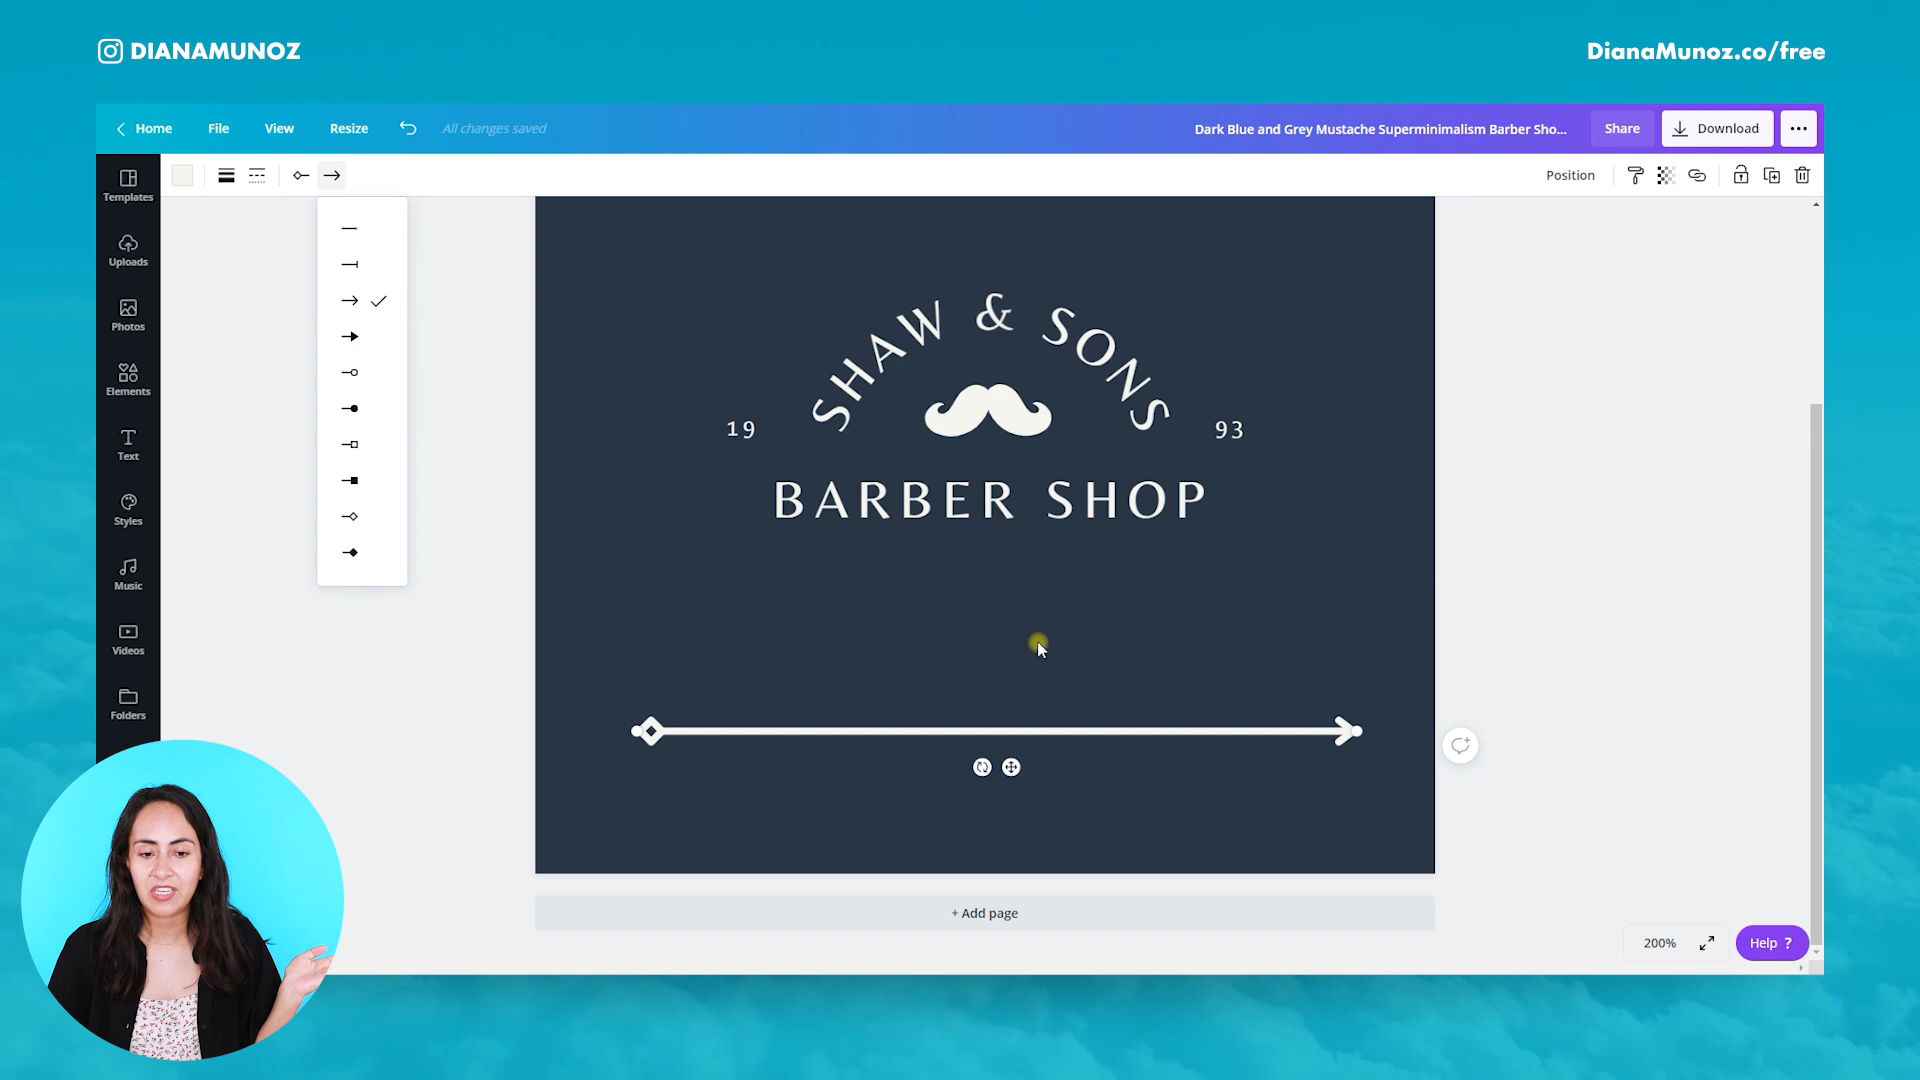 DIANAMUNOZ
DianaMunoz.co/free
Home File View Resize All changes saved Dark Blue and Grey Mustache Superminimalism Barber Sho... Share Download
Position
Templates
Uploads
Photos
Elements
Text
Styles
Music
Videos
Folders
SHAW & SONS
19 93
BARBER SHOP
+ Add page
200% Help ?